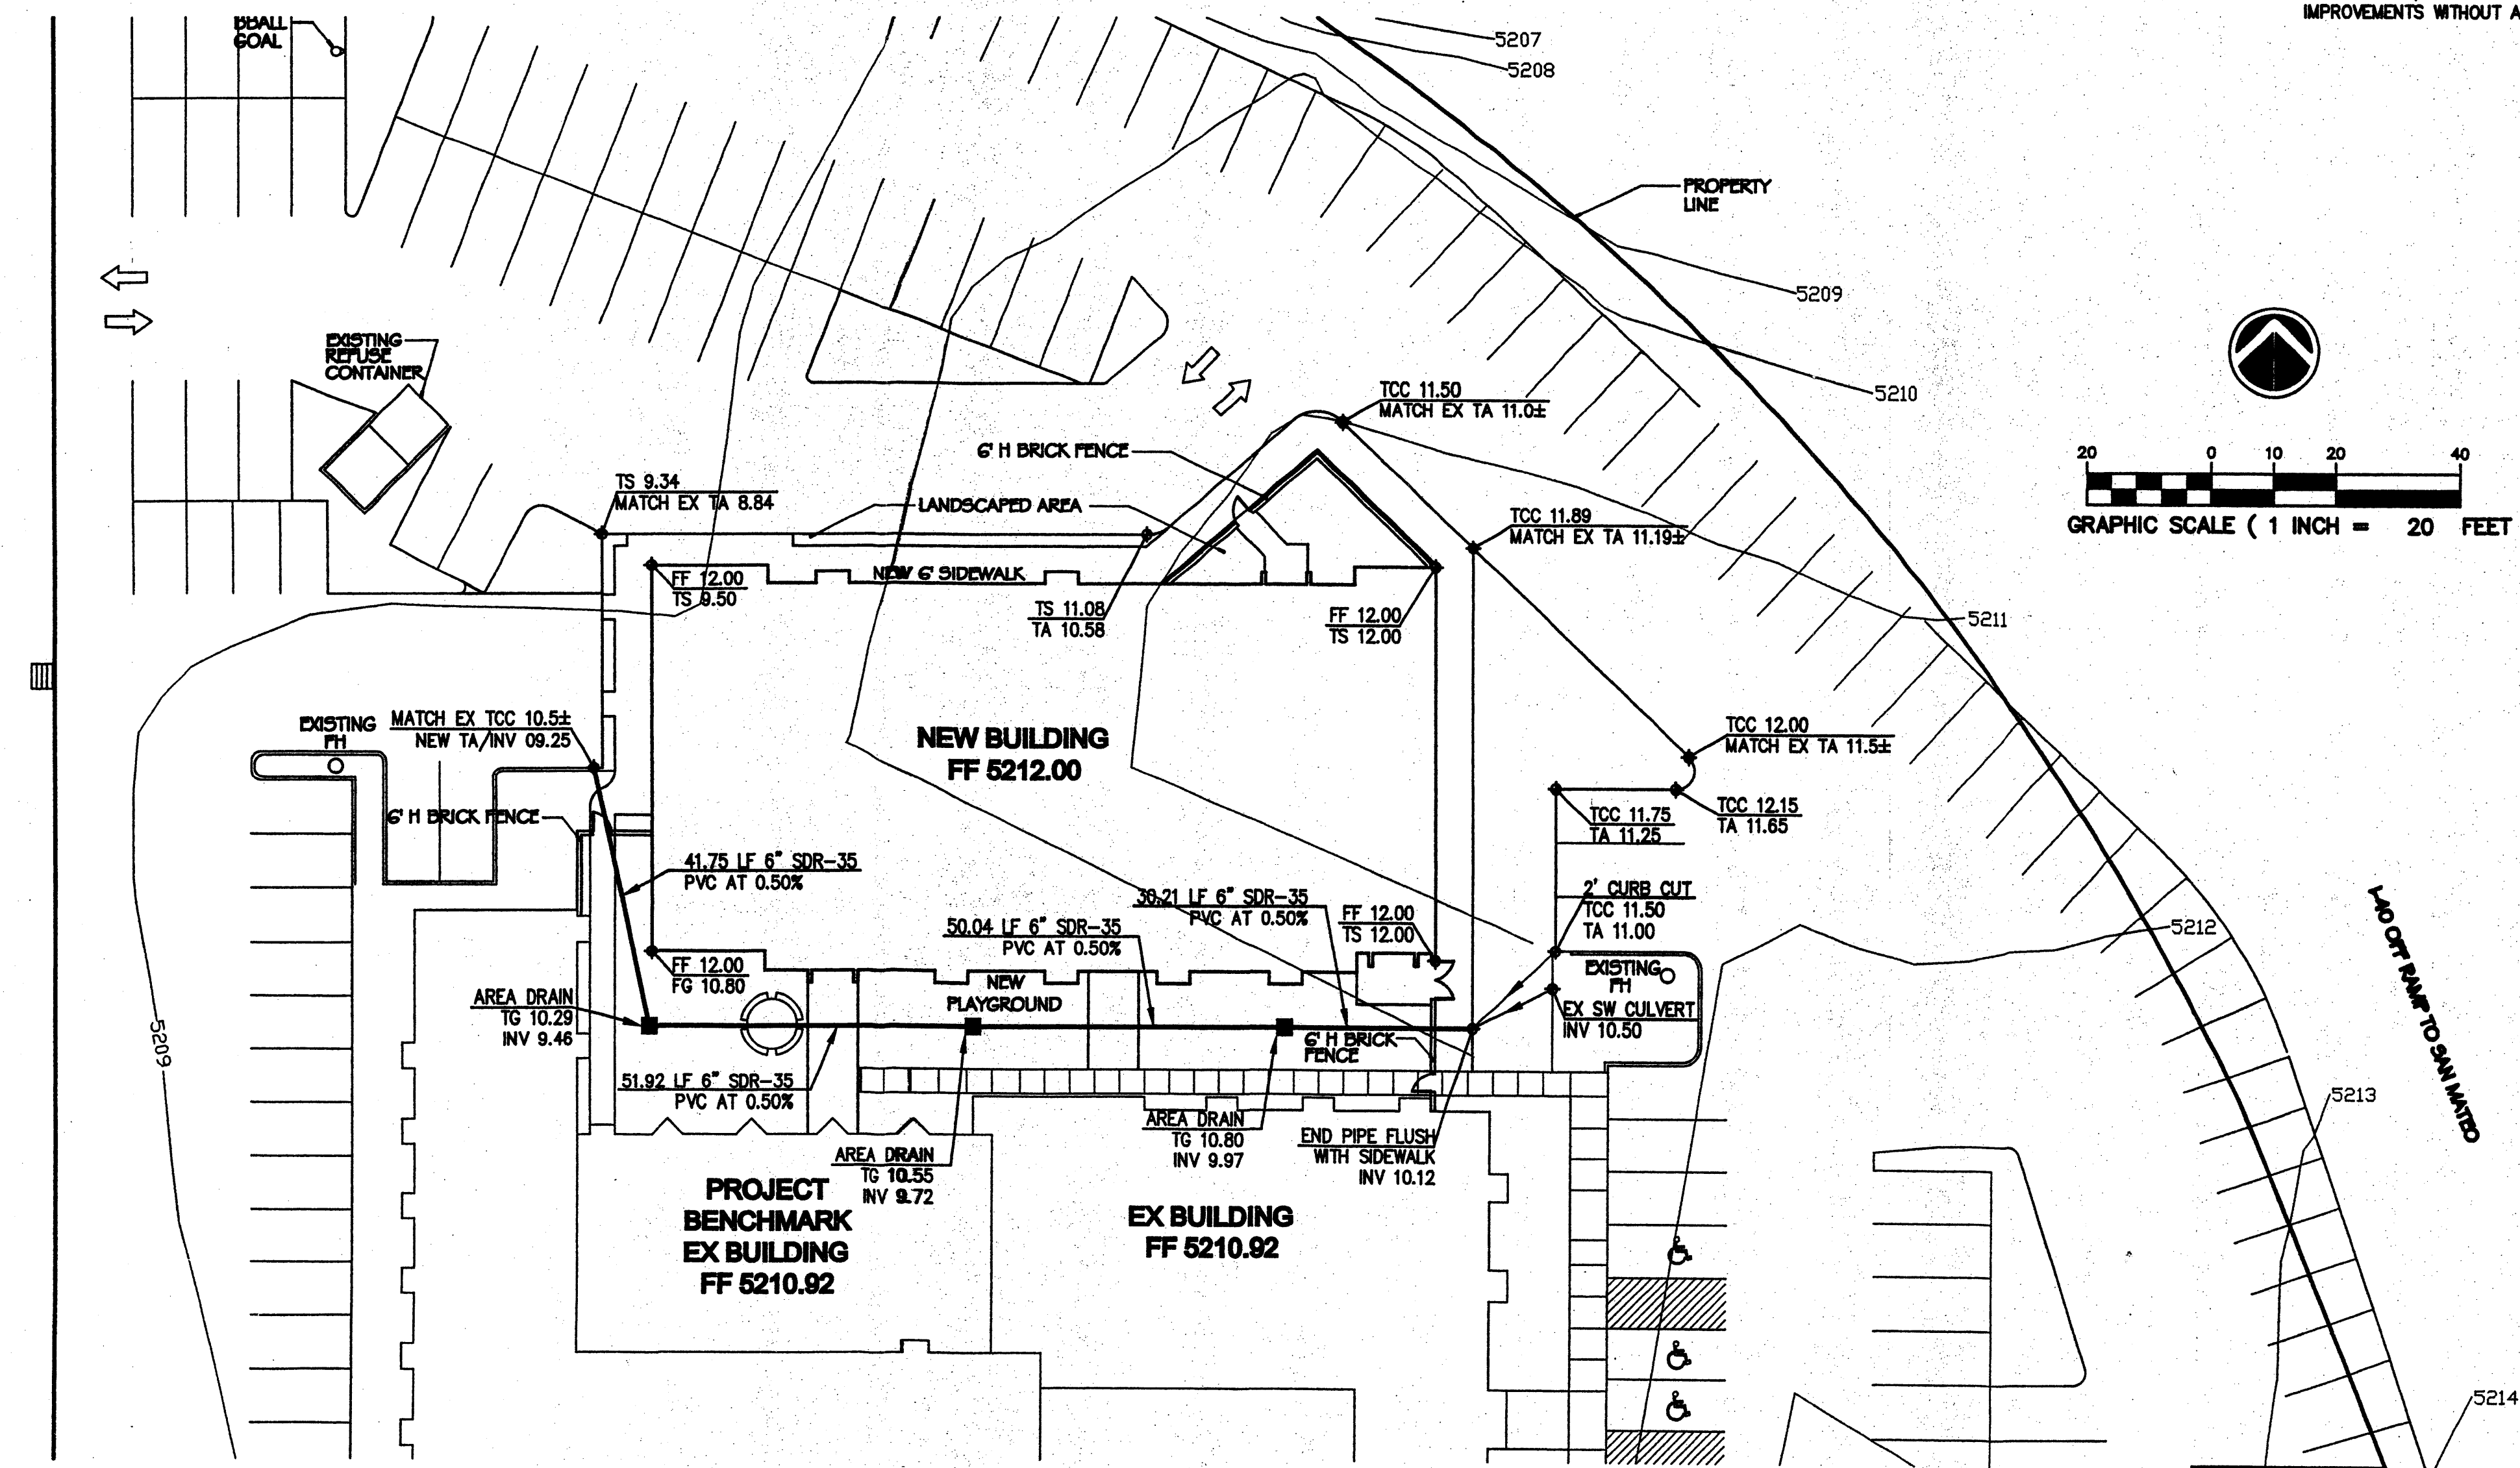 IMPROVEMENTS WITHOUT A
BBALL
GOAL
5207
5208
PROPERTY
LINE
5209
5210
EXISTING
REFUSE
CONTAINER
TCC 11.50
MATCH EX TA 11.0±
6' H BRICK FENCE
20 0 10 20 40
GRAPHIC SCALE ( 1 INCH = 20 FEET
TS 9.34
MATCH EX TA 8.84
LANDSCAPED AREA
TCC 11.89
MATCH EX TA 11.19±
FF 12.00
TS 9.50
NEW 6' SIDEWALK
TS 11.08
TA 10.58
FF 12.00
TS 12.00
5211
EXISTING
FH
MATCH EX TCC 10.5±
NEW TA/INV 09.25
NEW BUILDING
FF 5212.00
TCC 12.00
MATCH EX TA 11.5±
6' H BRICK FENCE
TCC 11.75
TA 11.25
TCC 12.15
TA 11.65
41.75 LF 6" SDR-35
PVC AT 0.50%
30.21 LF 6" SDR-35
PVC AT 0.50%
50.04 LF 6" SDR-35
PVC AT 0.50%
FF 12.00
TS 12.00
2' CURB CUT
TCC 11.50
TA 11.00
5212
I-40 OFF RAMP TO SAN MATEO
FF 12.00
FG 10.80
NEW
PLAYGROUND
EXISTING
FH
AREA DRAIN
TG 10.29
INV 9.46
EX SW CULVERT
INV 10.50
5209
6' H BRICK
FENCE
51.92 LF 6" SDR-35
PVC AT 0.50%
5213
AREA DRAIN
TG 10.55
INV 9.72
AREA DRAIN
TG 10.80
INV 9.97
END PIPE FLUSH
WITH SIDEWALK
INV 10.12
PROJECT
BENCHMARK
EX BUILDING
FF 5210.92
EX BUILDING
FF 5210.92
5214